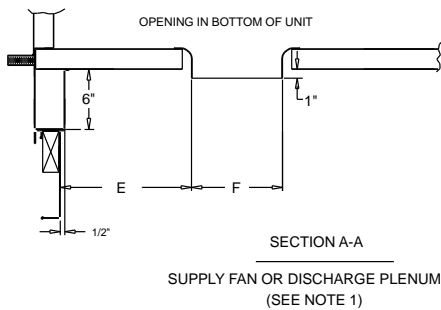 OPENING IN BOTTOM OF UNIT
6"
1"
E
F
1/2"
SECTION A-A
SUPPLY FAN OR DISCHARGE PLENUM
(SEE NOTE 1)